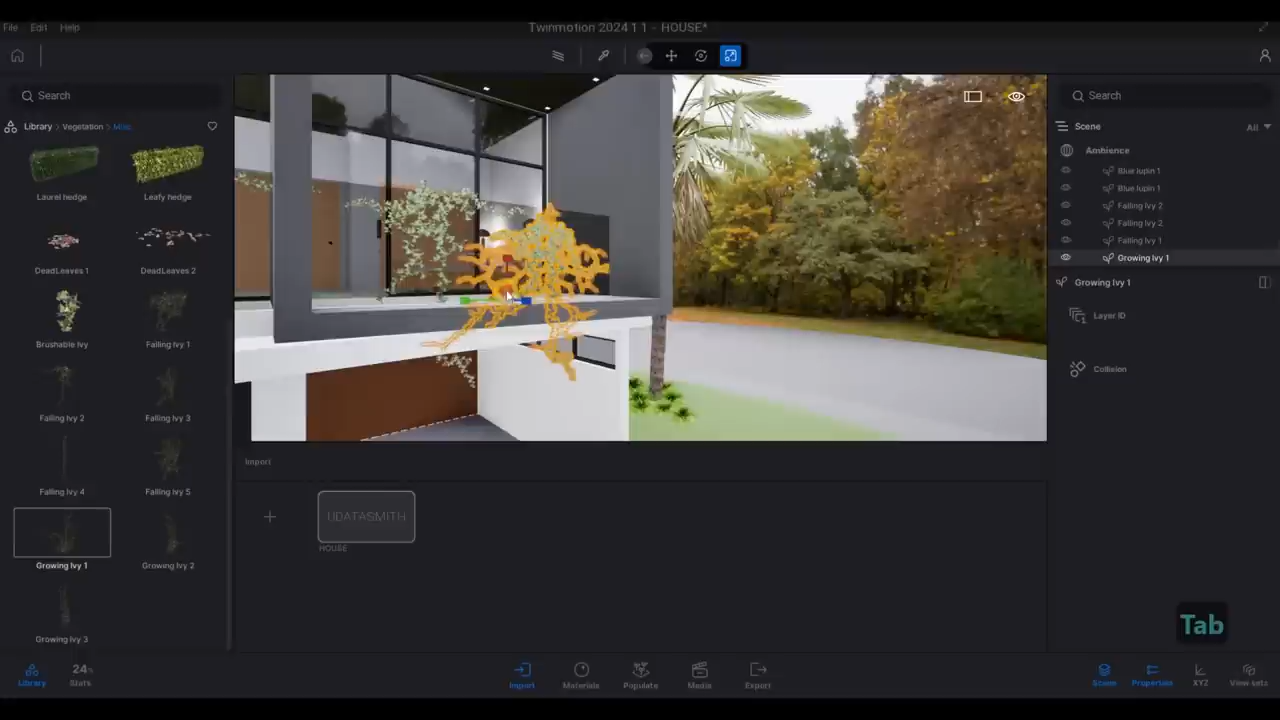 File Edit Help
Twinmotion 2024 1 1 - HOUSE*
Search
Library > Vegetation > Misc
Laurel hedge
Leafy hedge
DeadLeaves 1
DeadLeaves 2
Brushable Ivy
Falling Ivy 1
Falling Ivy 2
Falling Ivy 3
Falling Ivy 4
Falling Ivy 5
Growing Ivy 1
Growing Ivy 2
Growing Ivy 3
Import
UDATASMITH
HOUSE
Search
Scene
All
Ambience
Blue lupin 1
Blue lupin 1
Falling Ivy 2
Falling Ivy 2
Falling Ivy 1
Growing Ivy 1
Growing Ivy 1
Layer ID
Collision
Tab
Library
24%
Stats
Import
Materials
Populate
Media
Export
Scene
Properties
XYZ
View sets